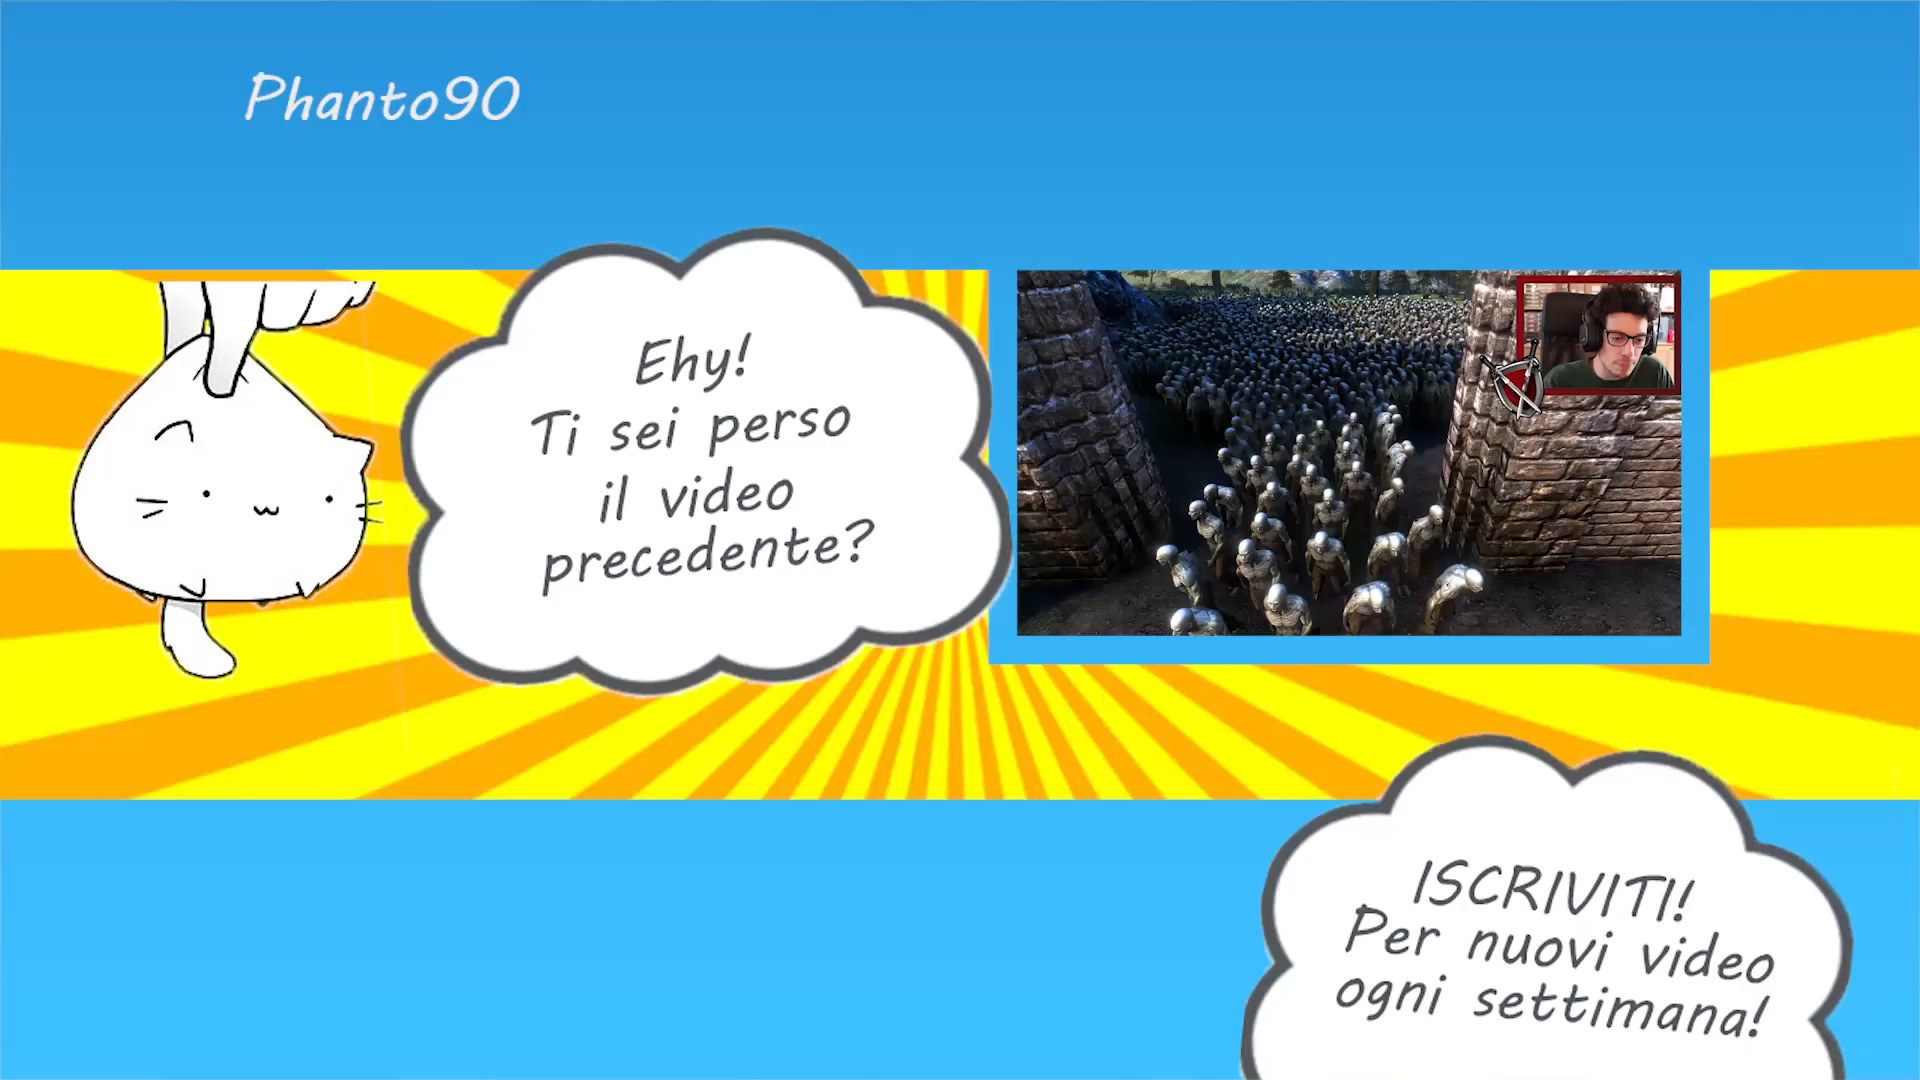 Phanto90
Ehy!
Ti sei perso
il video
precedente?
ISCRIVITI!
Per nuovi video
ogni settimana!